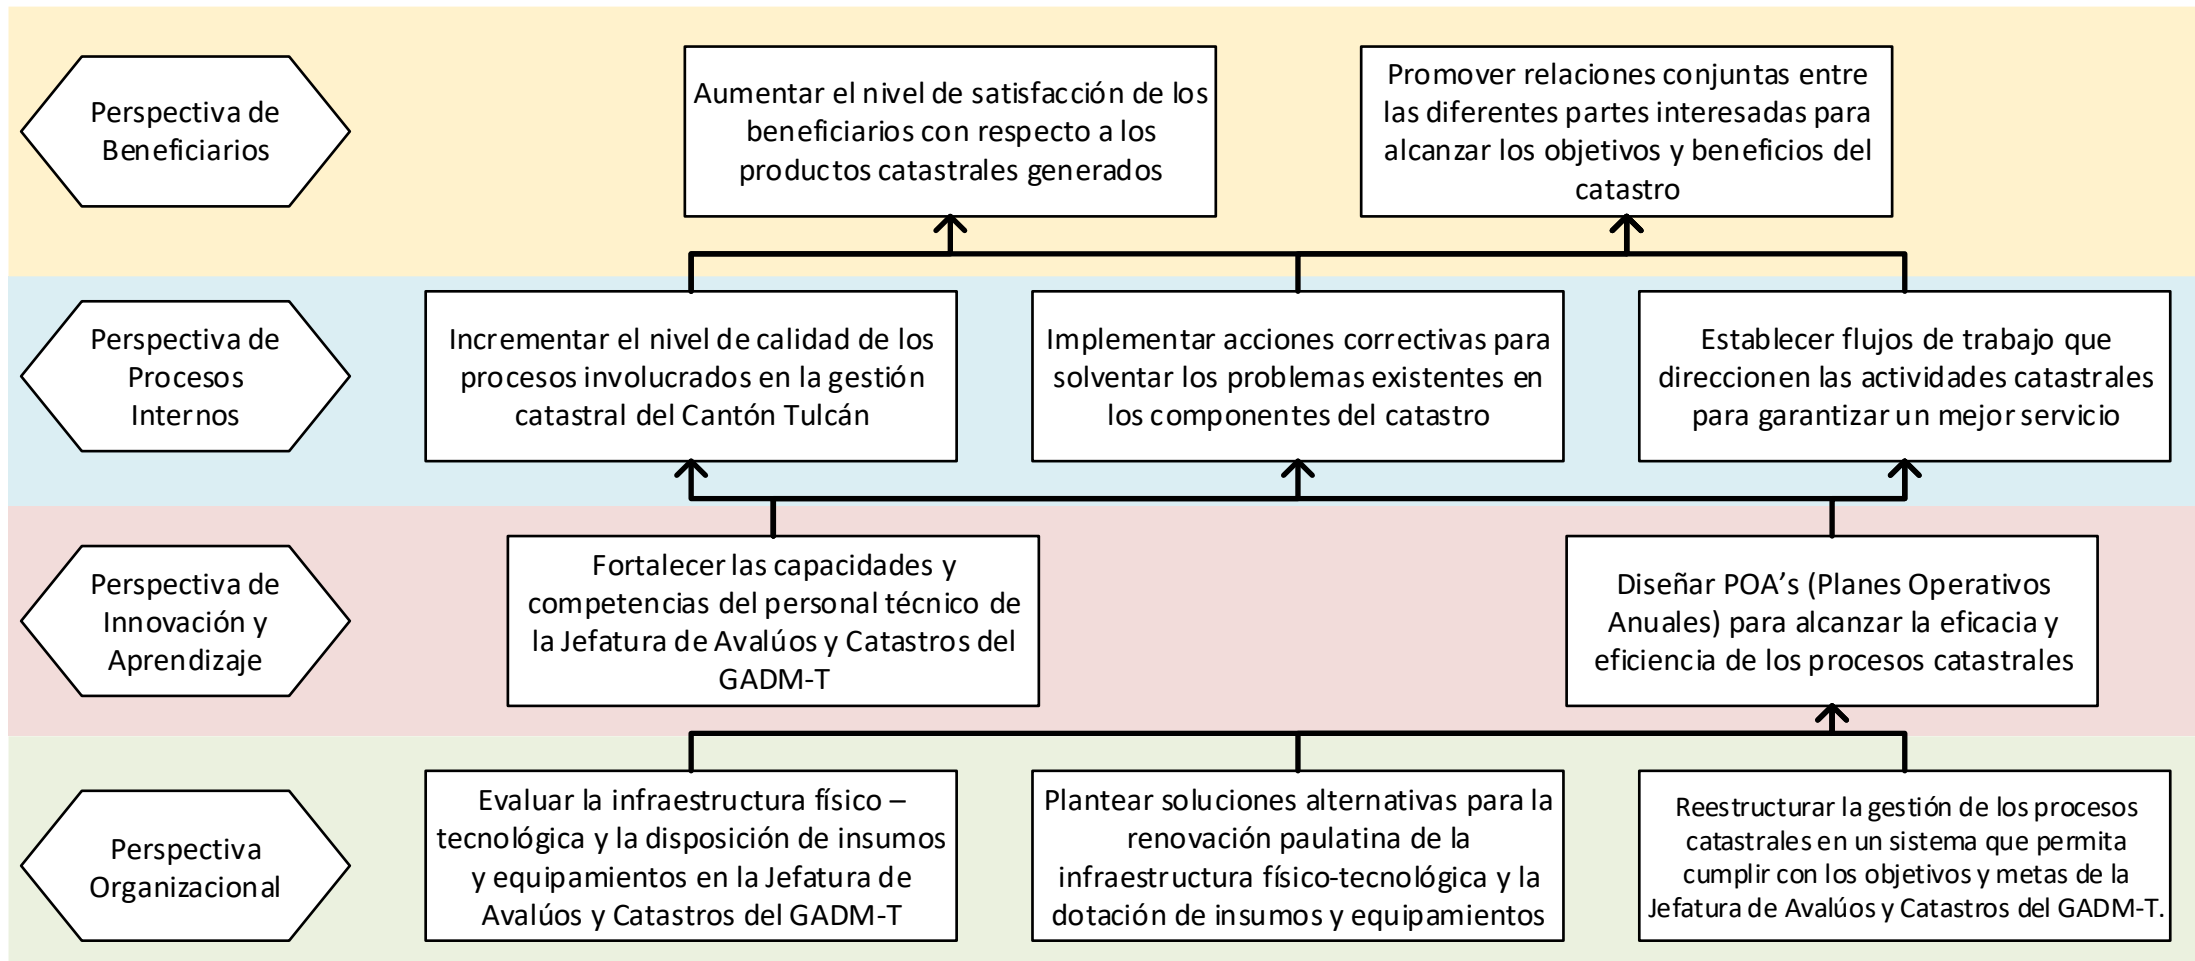 Perspectiva de
Beneficiarios
Aumentar el nivel de satisfacción de los
beneficiarios con respecto a los
productos catastrales generados
Promover relaciones conjuntas entre
las diferentes partes interesadas para
alcanzar los objetivos y beneficios del
catastro
Perspectiva de
Procesos
Internos
Incrementar el nivel de calidad de los
procesos involucrados en la gestión
catastral del Cantón Tulcán
Implementar acciones correctivas para
solventar los problemas existentes en
los componentes del catastro
Establecer flujos de trabajo que
direccionen las actividades catastrales
para garantizar un mejor servicio
Perspectiva de
Innovación y
Aprendizaje
Fortalecer las capacidades y
competencias del personal técnico de
la Jefatura de Avalúos y Catastros del
GADM-T
Diseñar POA’s (Planes Operativos
Anuales) para alcanzar la eficacia y
eficiencia de los procesos catastrales
Perspectiva
Organizacional
Evaluar la infraestructura físico –
tecnológica y la disposición de insumos
y equipamientos en la Jefatura de
Avalúos y Catastros del GADM-T
Plantear soluciones alternativas para la
renovación paulatina de la
infraestructura físico-tecnológica y la
dotación de insumos y equipamientos
Reestructurar la gestión de los procesos
catastrales en un sistema que permita
cumplir con los objetivos y metas de la
Jefatura de Avalúos y Catastros del GADM-T.